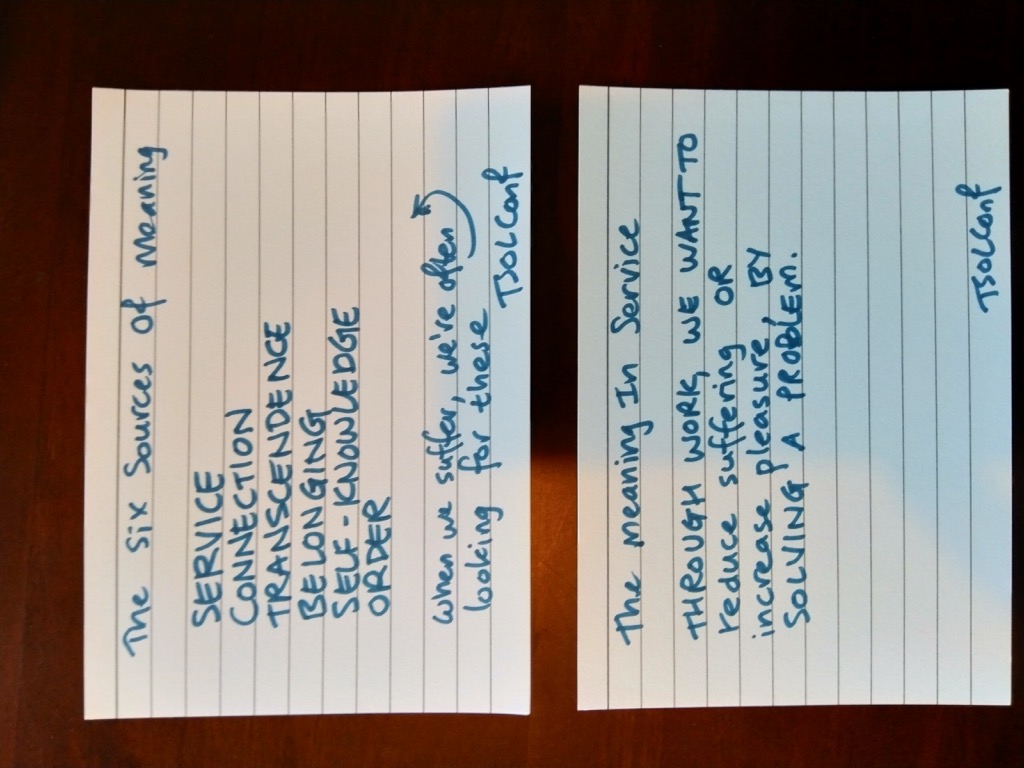 The Six Sources of Meaning
SERVICE
CONNECTION
TRANSCENDENCE
BELONGING
SELF-KNOWLEDGE
ORDER
When we suffer, we're often
looking for these
TSOLConf
The Meaning In Service
THROUGH WORK, WE WANT TO
reduce suffering OR
increase pleasure, BY
SOLVING A PROBLEM.
TSOLConf